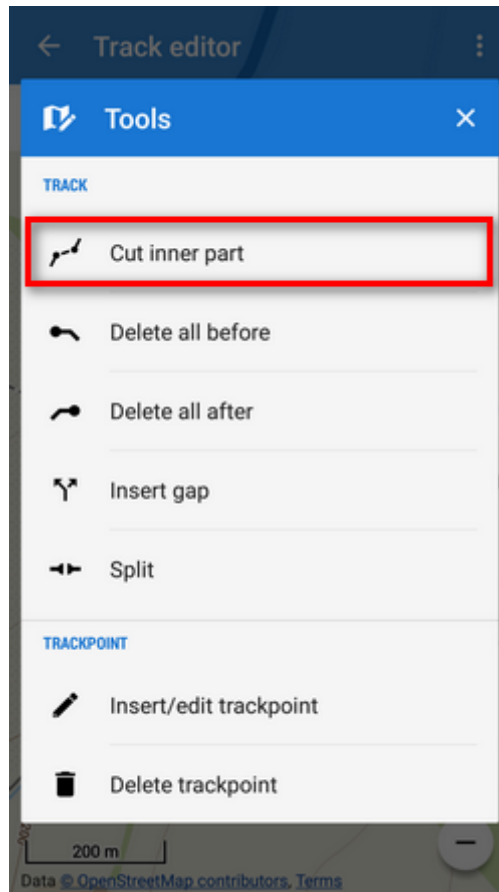 Track editor
Tools
TRACK
Cut inner part
Delete all before
Delete all after
Insert gap
Split
TRACKPOINT
Insert/edit trackpoint
Delete trackpoint
200
200 m
Data © OpenStreetMap contributors, Terms